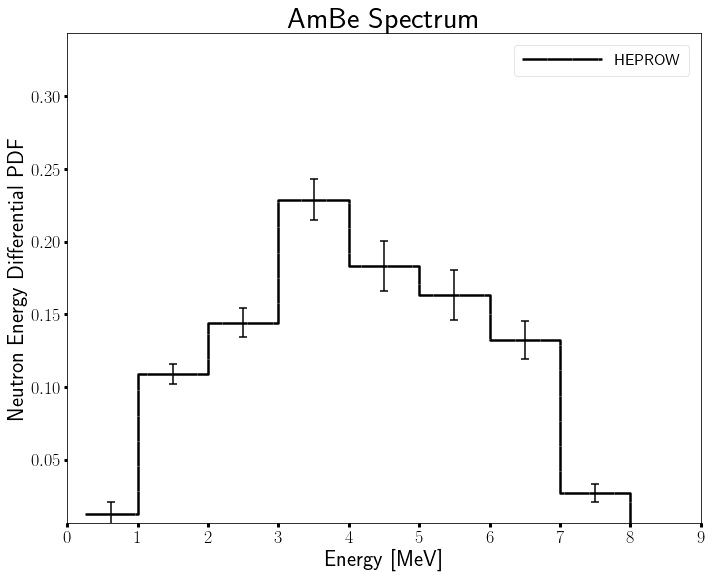 AmBe Spectrum
HEPROW
Neutron Energy Differential PDF
0.30
0.25
0.20
0.15
0.10
0.05
0 1 2 3 4 5 6 7 8 9
Energy [MeV]